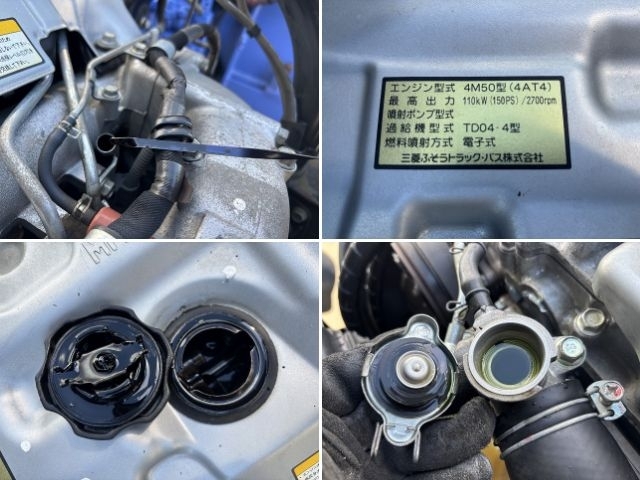 エンジン型式 4M50型(4AT4)
最高出力 110kW(150PS)/2700rpm
噴射ポンプ型式
過給機型式 TD04-4型
燃料噴射方式 電子式
三菱ふそうトラック・バス株式会社